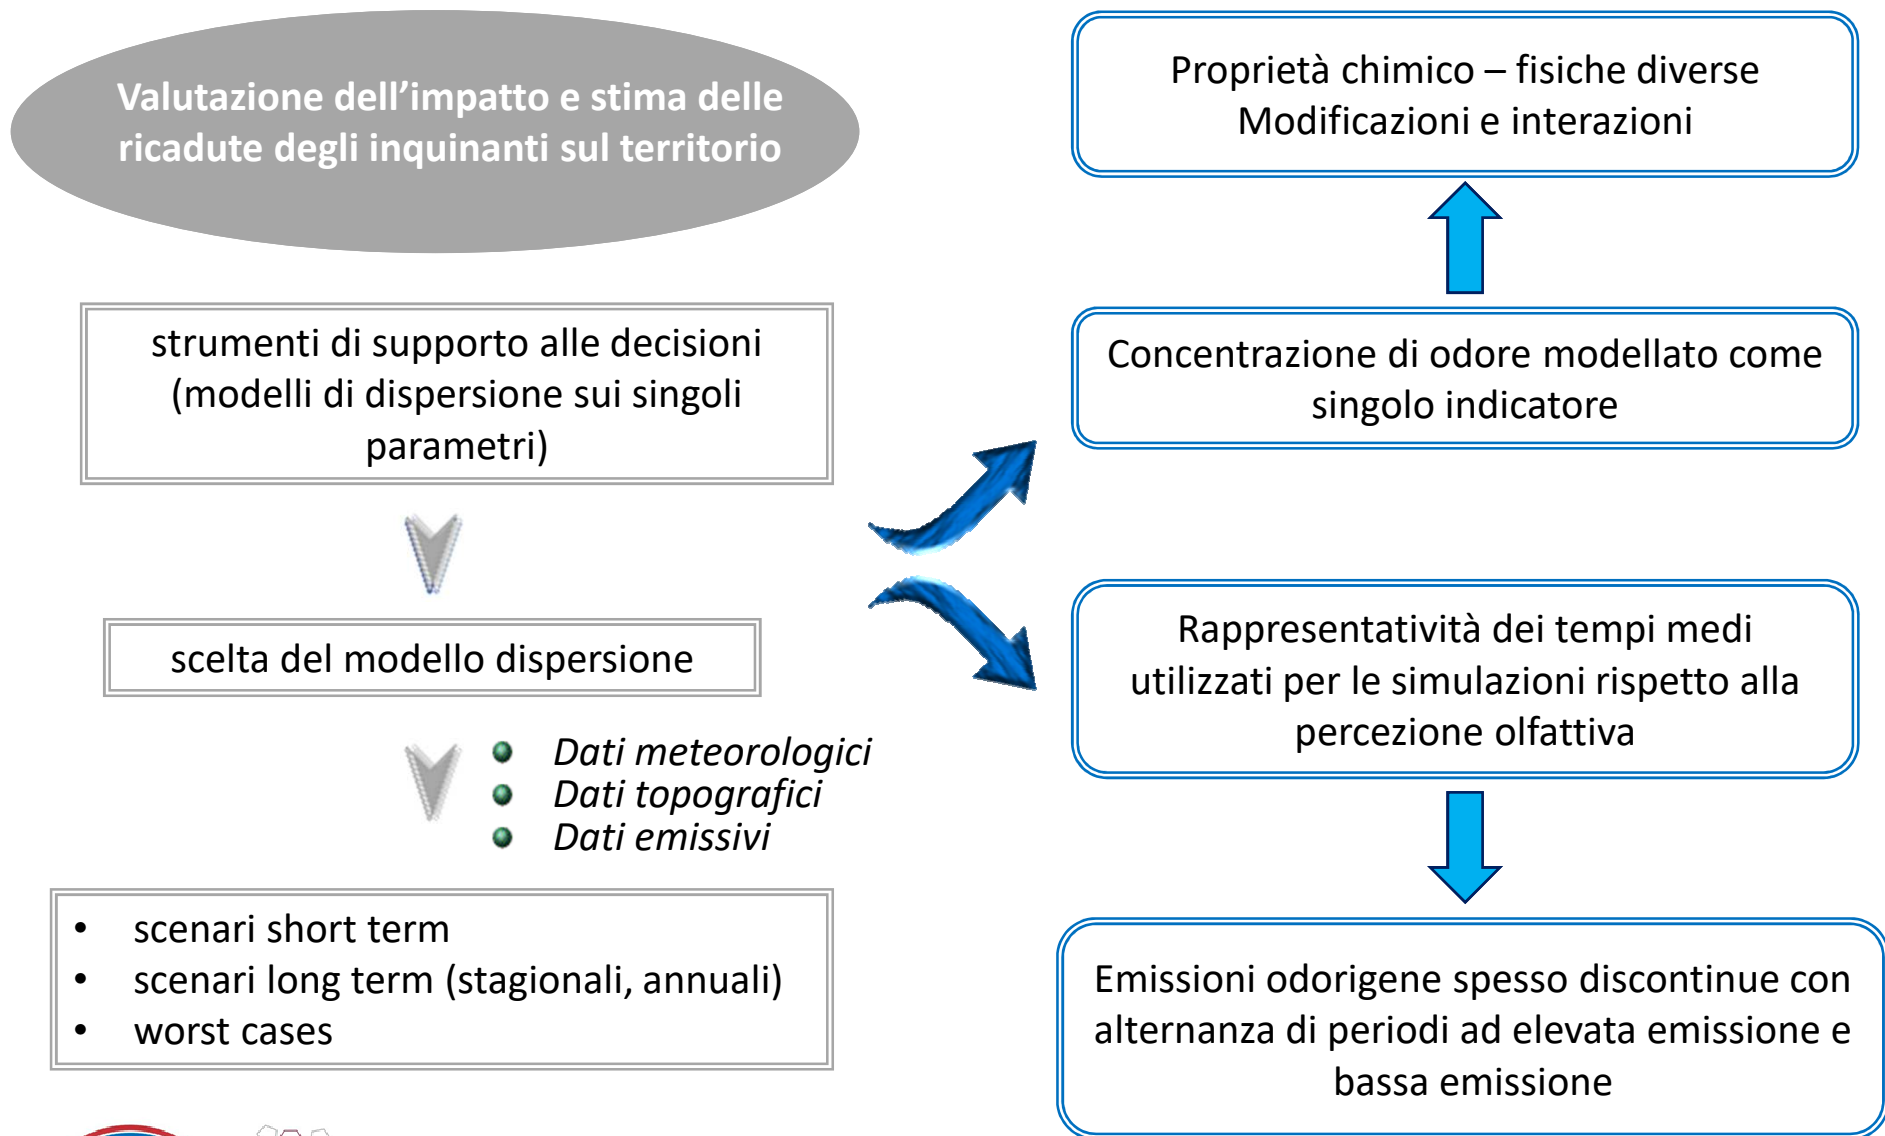 Valutazione dell’impatto e stima delle
ricadute degli inquinanti sul territorio
strumenti di supporto alle decisioni
(modelli di dispersione sui singoli
parametri)
scelta del modello dispersione
• Dati meteorologici
• Dati topografici
• Dati emissivi
• scenari short term
• scenari long term (stagionali, annuali)
• worst cases
Proprietà chimico – fisiche diverse
Modificazioni e interazioni
Concentrazione di odore modellato come
singolo indicatore
Rappresentatività dei tempi medi
utilizzati per le simulazioni rispetto alla
percezione olfattiva
Emissioni odorigene spesso discontinue con
alternanza di periodi ad elevata emissione e
bassa emissione